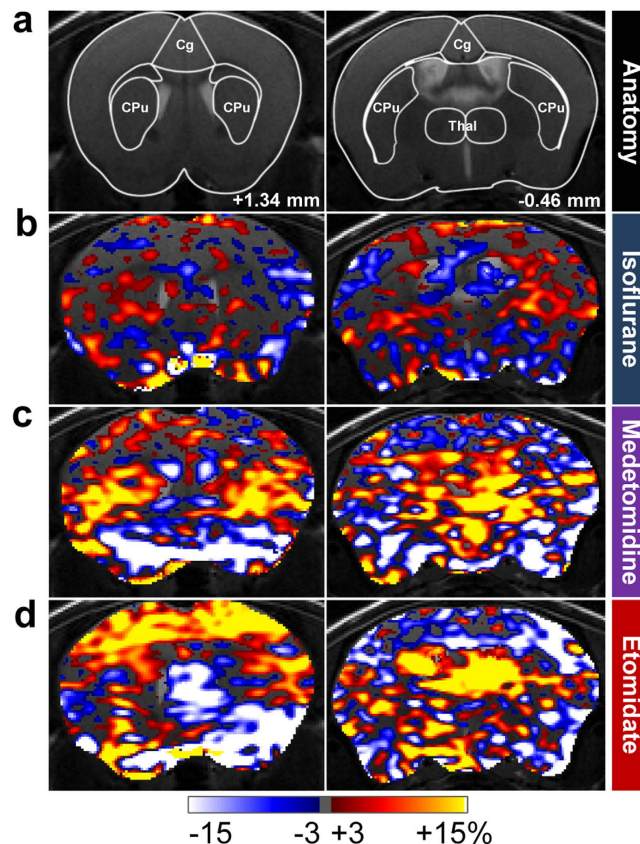 a
Cg
CPu
CPu
+1.34 mm
Cg
CPu
CPu
Thal
-0.46 mm
Anatomy
b
Isoflurane
c
Medetomidine
d
Etomidate
-15
-3
+3
+15%